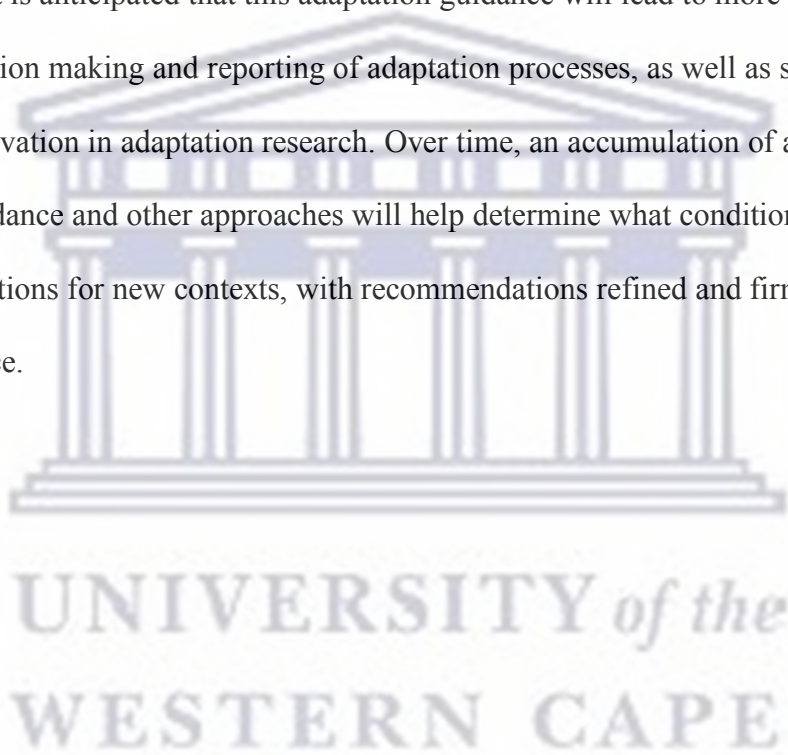 is anticipated that this adaptation guidance will lead to more
ion making and reporting of adaptation processes, as well as s
vation in adaptation research. Over time, an accumulation of a
dance and other approaches will help determine what condition
tions for new contexts, with recommendations refined and firm
ce.
UNIVERSITY of the
WESTERN CAPE